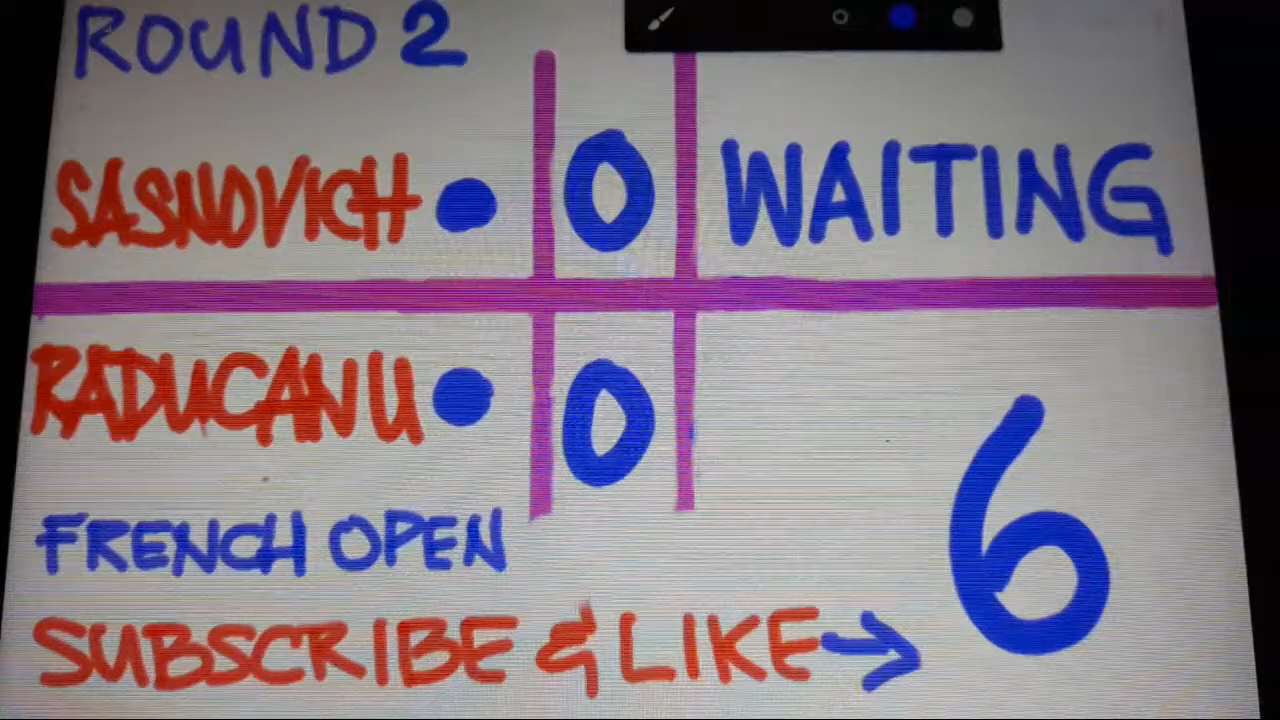 ROUND 2
SASNOVICH • 0 WAITING
RADUCANU • 0
6
FRENCH OPEN
SUBSCRIBE & LIKE →